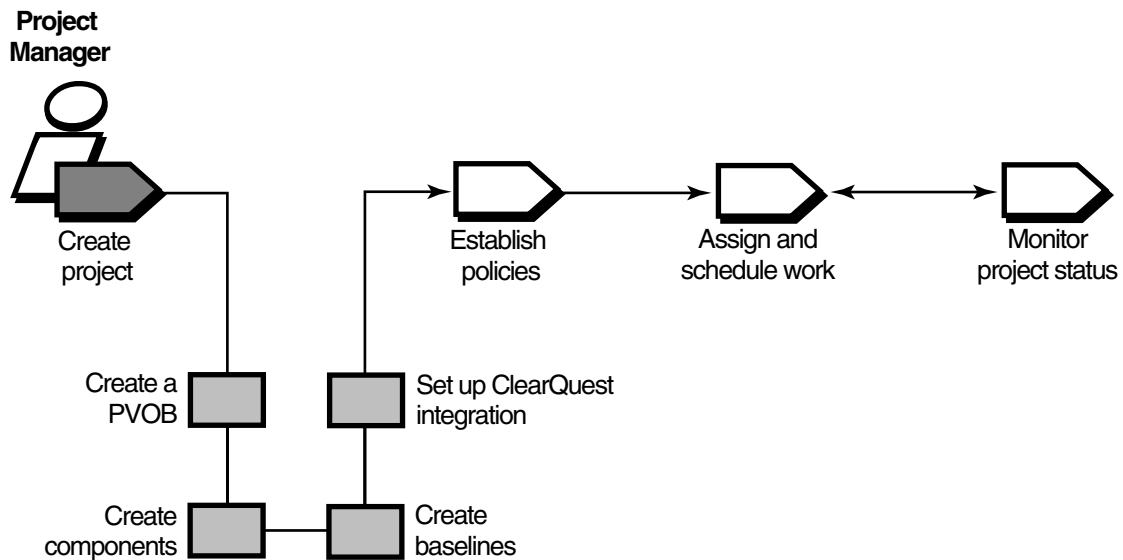 Project
Manager
Create
project
Establish
policies
Assign and
schedule work
Monitor
project status
Create a
PVOB
Set up ClearQuest
integration
Create
components
Create
baselines